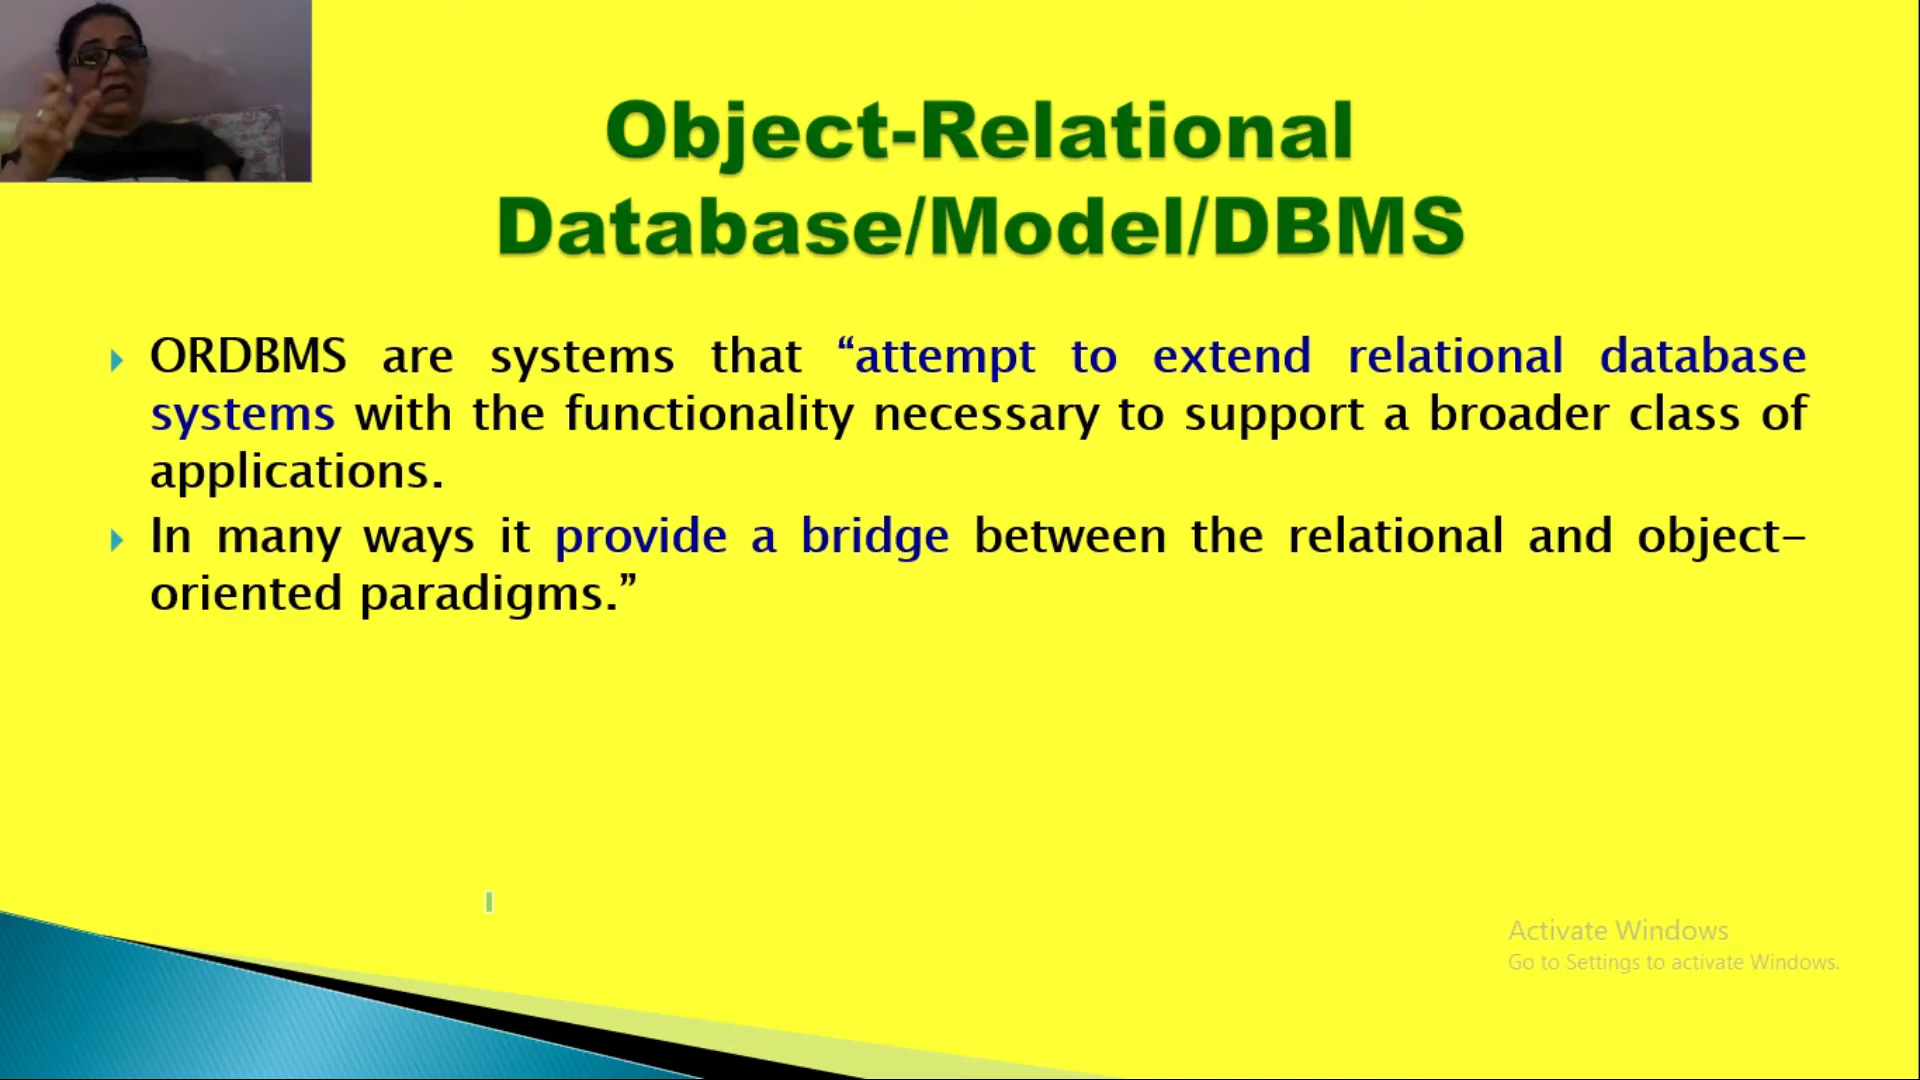 Object-Relational
Database/Model/DBMS
ORDBMS are systems that “attempt to extend relational database
systems with the functionality necessary to support a broader class of
applications.
In many ways it provide a bridge between the relational and object-
oriented paradigms.”
Activate Windows
Go to Settings to activate Windows.